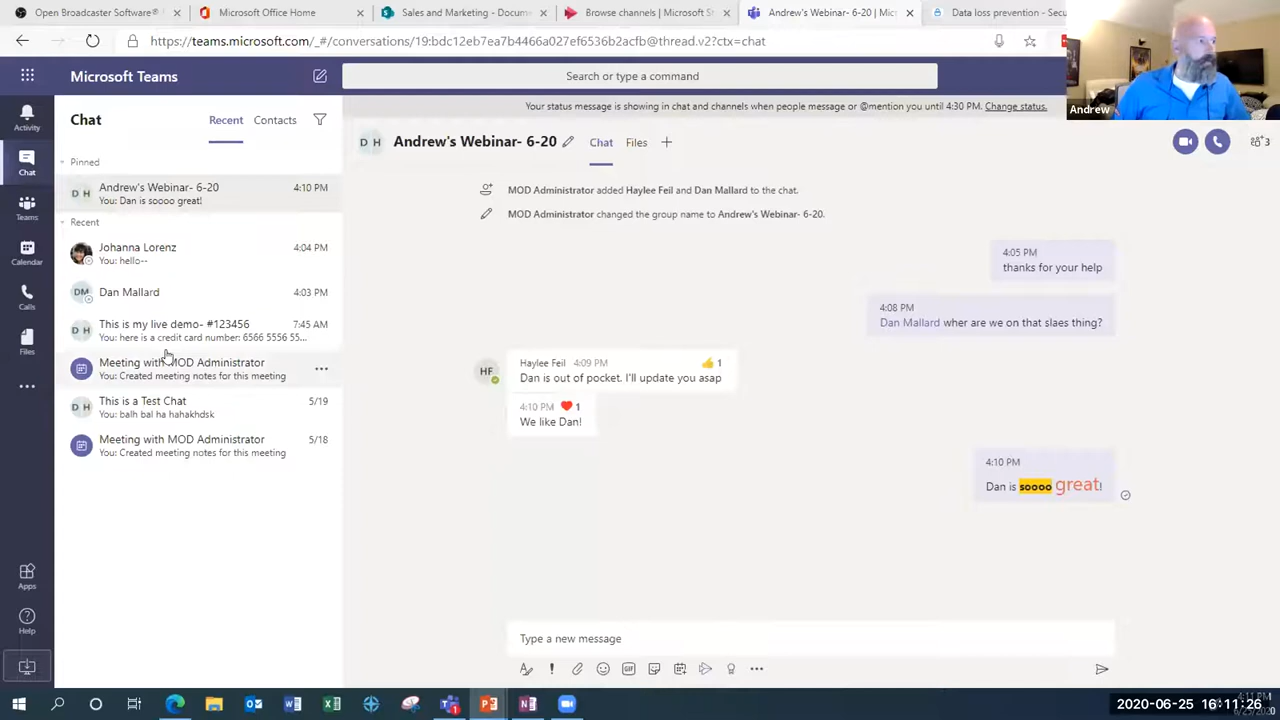 Open Broadcaster Software®
Microsoft Office Home
Sales and Marketing - Docume
Browse channels | Microsoft St
Andrew's Webinar- 6-20 | Mic
Data loss prevention - Secu
https://teams.microsoft.com/_#/conversations/19:bdc12eb7ea7b4466a027ef6536b2acfb@thread.v2?ctx=chat
Microsoft Teams
Search or type a command
Andrew
Your status message is showing in chat and channels when people message or @mention you until 4:30 PM. Change status.
Activity
Chat
Teams
Calendar
Calls
Files
Apps
Help
Chat
Recent
Contacts
Pinned
D H
Andrew's Webinar- 6-20
4:10 PM
You: Dan is soooo great!
Recent
Johanna Lorenz
4:04 PM
You: hello--
DM
Dan Mallard
4:03 PM
D H
This is my live demo- #123456
7:45 AM
You: here is a credit card number: 6566 5556 55...
Meeting with MOD Administrator
You: Created meeting notes for this meeting
D H
This is a Test Chat
5/19
You: balh bal ha hahakhdsk
Meeting with MOD Administrator
5/18
You: Created meeting notes for this meeting
D H
Andrew's Webinar- 6-20
Chat
Files
3
MOD Administrator added Haylee Feil and Dan Mallard to the chat.
MOD Administrator changed the group name to Andrew's Webinar- 6-20.
4:05 PM
thanks for your help
4:08 PM
Dan Mallard wher are we on that slaes thing?
HF
Haylee Feil 4:09 PM
1
Dan is out of pocket. I'll update you asap
4:10 PM
1
We like Dan!
4:10 PM
Dan is soooo great!
Type a new message
GIF
2020-06-25 16:11:26